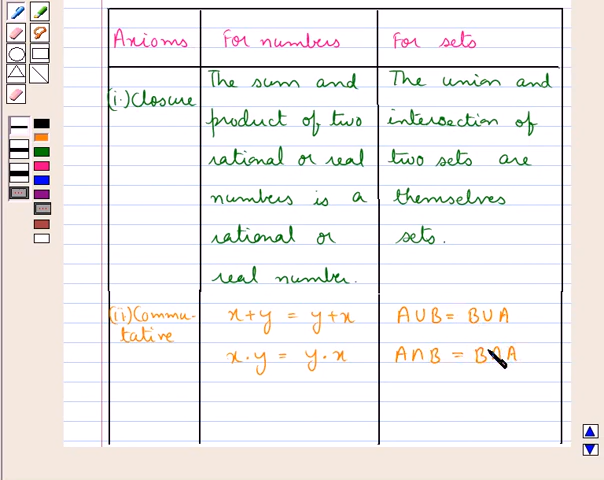 Axioms For numbers For sets
(i.) Closure The sum and The union and
product of two intersection of
rational or real two sets are
numbers is a themselves
rational or sets.
real number.
(ii) Commu- x+y = y+x A∪B = B∪A
tative
x·y = y·x A∩B = B∩A